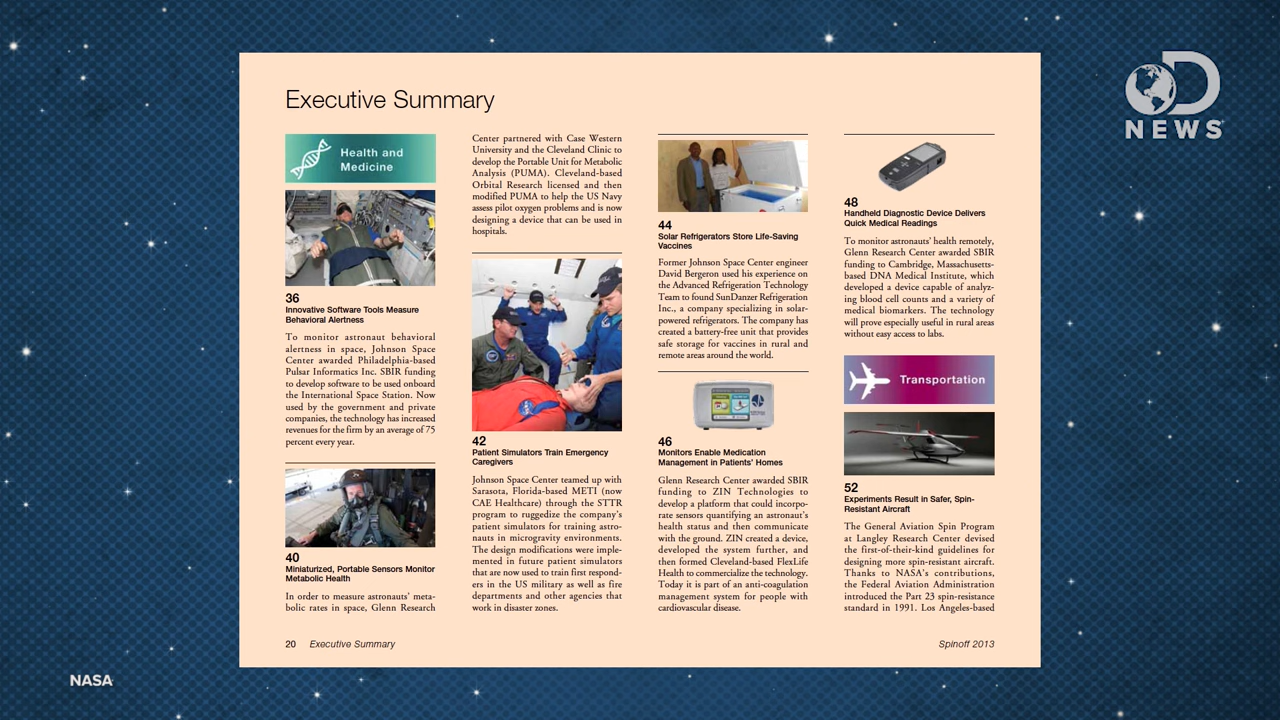 Executive Summary
Health and
Medicine
36
Innovative Software Tools Measure
Behavioral Alertness
To monitor astronaut behavioral
alertness in space, Johnson Space
Center awarded Philadelphia-based
Pulsar Informatics Inc. SBIR funding
to develop software to be used onboard
the International Space Station. Now
used by the government and private
companies, the technology has increased
revenues for the firm by an average of 75
percent every year.
40
Miniaturized, Portable Sensors Monitor
Metabolic Health
In order to measure astronauts' meta-
bolic rates in space, Glenn Research
Center partnered with Case Western
University and the Cleveland Clinic to
develop the Portable Unit for Metabolic
Analysis (PUMA). Cleveland-based
Orbital Research licensed and then
modified PUMA to help the US Navy
assess pilot oxygen problems and is now
designing a device that can be used in
hospitals.
42
Patient Simulators Train Emergency
Caregivers
Johnson Space Center teamed up with
Sarasota, Florida-based METI (now
CAE Healthcare) through the STTR
program to ruggedize the company's
patient simulators for training astro-
nauts in microgravity environments.
The design modifications were imple-
mented in future patient simulators
that are now used to train first respond-
ers in the US military as well as fire
departments and other agencies that
work in disaster zones.
44
Solar Refrigerators Store Life-Saving
Vaccines
Former Johnson Space Center engineer
David Bergeron used his experience on
the Advanced Refrigeration Technology
Team to found SunDanzer Refrigeration
Inc., a company specializing in solar-
powered refrigerators. The company has
created a battery-free unit that provides
safe storage for vaccines in rural and
remote areas around the world.
46
Monitors Enable Medication
Management in Patients' Homes
Glenn Research Center awarded SBIR
funding to ZIN Technologies to
develop a platform that could incorpo-
rate sensors quantifying an astronaut's
health status and then communicate
with the ground. ZIN created a device,
developed the system further, and
then formed Cleveland-based FlexLife
Health to commercialize the technology.
Today it is part of an anti-coagulation
management system for people with
cardiovascular disease.
48
Handheld Diagnostic Device Delivers
Quick Medical Readings
To monitor astronauts' health remotely,
Glenn Research Center awarded SBIR
funding to Cambridge, Massachusetts-
based DNA Medical Institute, which
developed a device capable of analyz-
ing blood cell counts and a variety of
medical biomarkers. The technology
will prove especially useful in rural areas
without easy access to labs.
Transportation
52
Experiments Result in Safer, Spin-
Resistant Aircraft
The General Aviation Spin Program
at Langley Research Center devised
the first-of-their-kind guidelines for
designing more spin-resistant aircraft.
Thanks to NASA's contributions,
the Federal Aviation Administration
introduced the Part 23 spin-resistance
standard in 1991. Los Angeles-based
20 Executive Summary
Spinoff 2013
D
NEWS
NASA